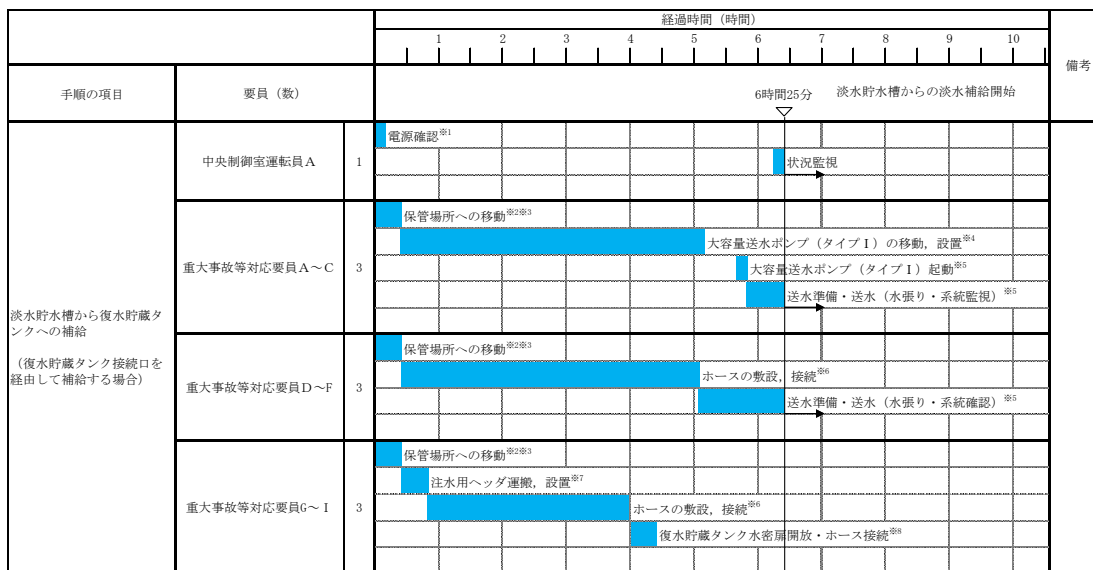 経過時間（時間）
1 2 3 4 5 6 7 8 9 10
備考
手順の項目
要員（数）
6時間25分 淡水貯水槽からの淡水補給開始
淡水貯水槽から復水貯蔵タ
ンクへの補給
（復水貯蔵タンク接続口を
経由して補給する場合）
中央制御室運転員A
1
電源確認※1
状況監視
重大事故等対応要員A～C
3
保管場所への移動※2※3
大容量送水ポンプ（タイプⅠ）の移動，設置※4
大容量送水ポンプ（タイプⅠ）起動※5
送水準備・送水（水張り・系統監視）※5
重大事故等対応要員D～F
3
保管場所への移動※2※3
ホースの敷設，接続※6
送水準備・送水（水張り・系統確認）※5
重大事故等対応要員G～I
3
保管場所への移動※2※3
注水用ヘッダ運搬，設置※7
ホースの敷設，接続※6
復水貯蔵タンク水密扉開放・ホース接続※8